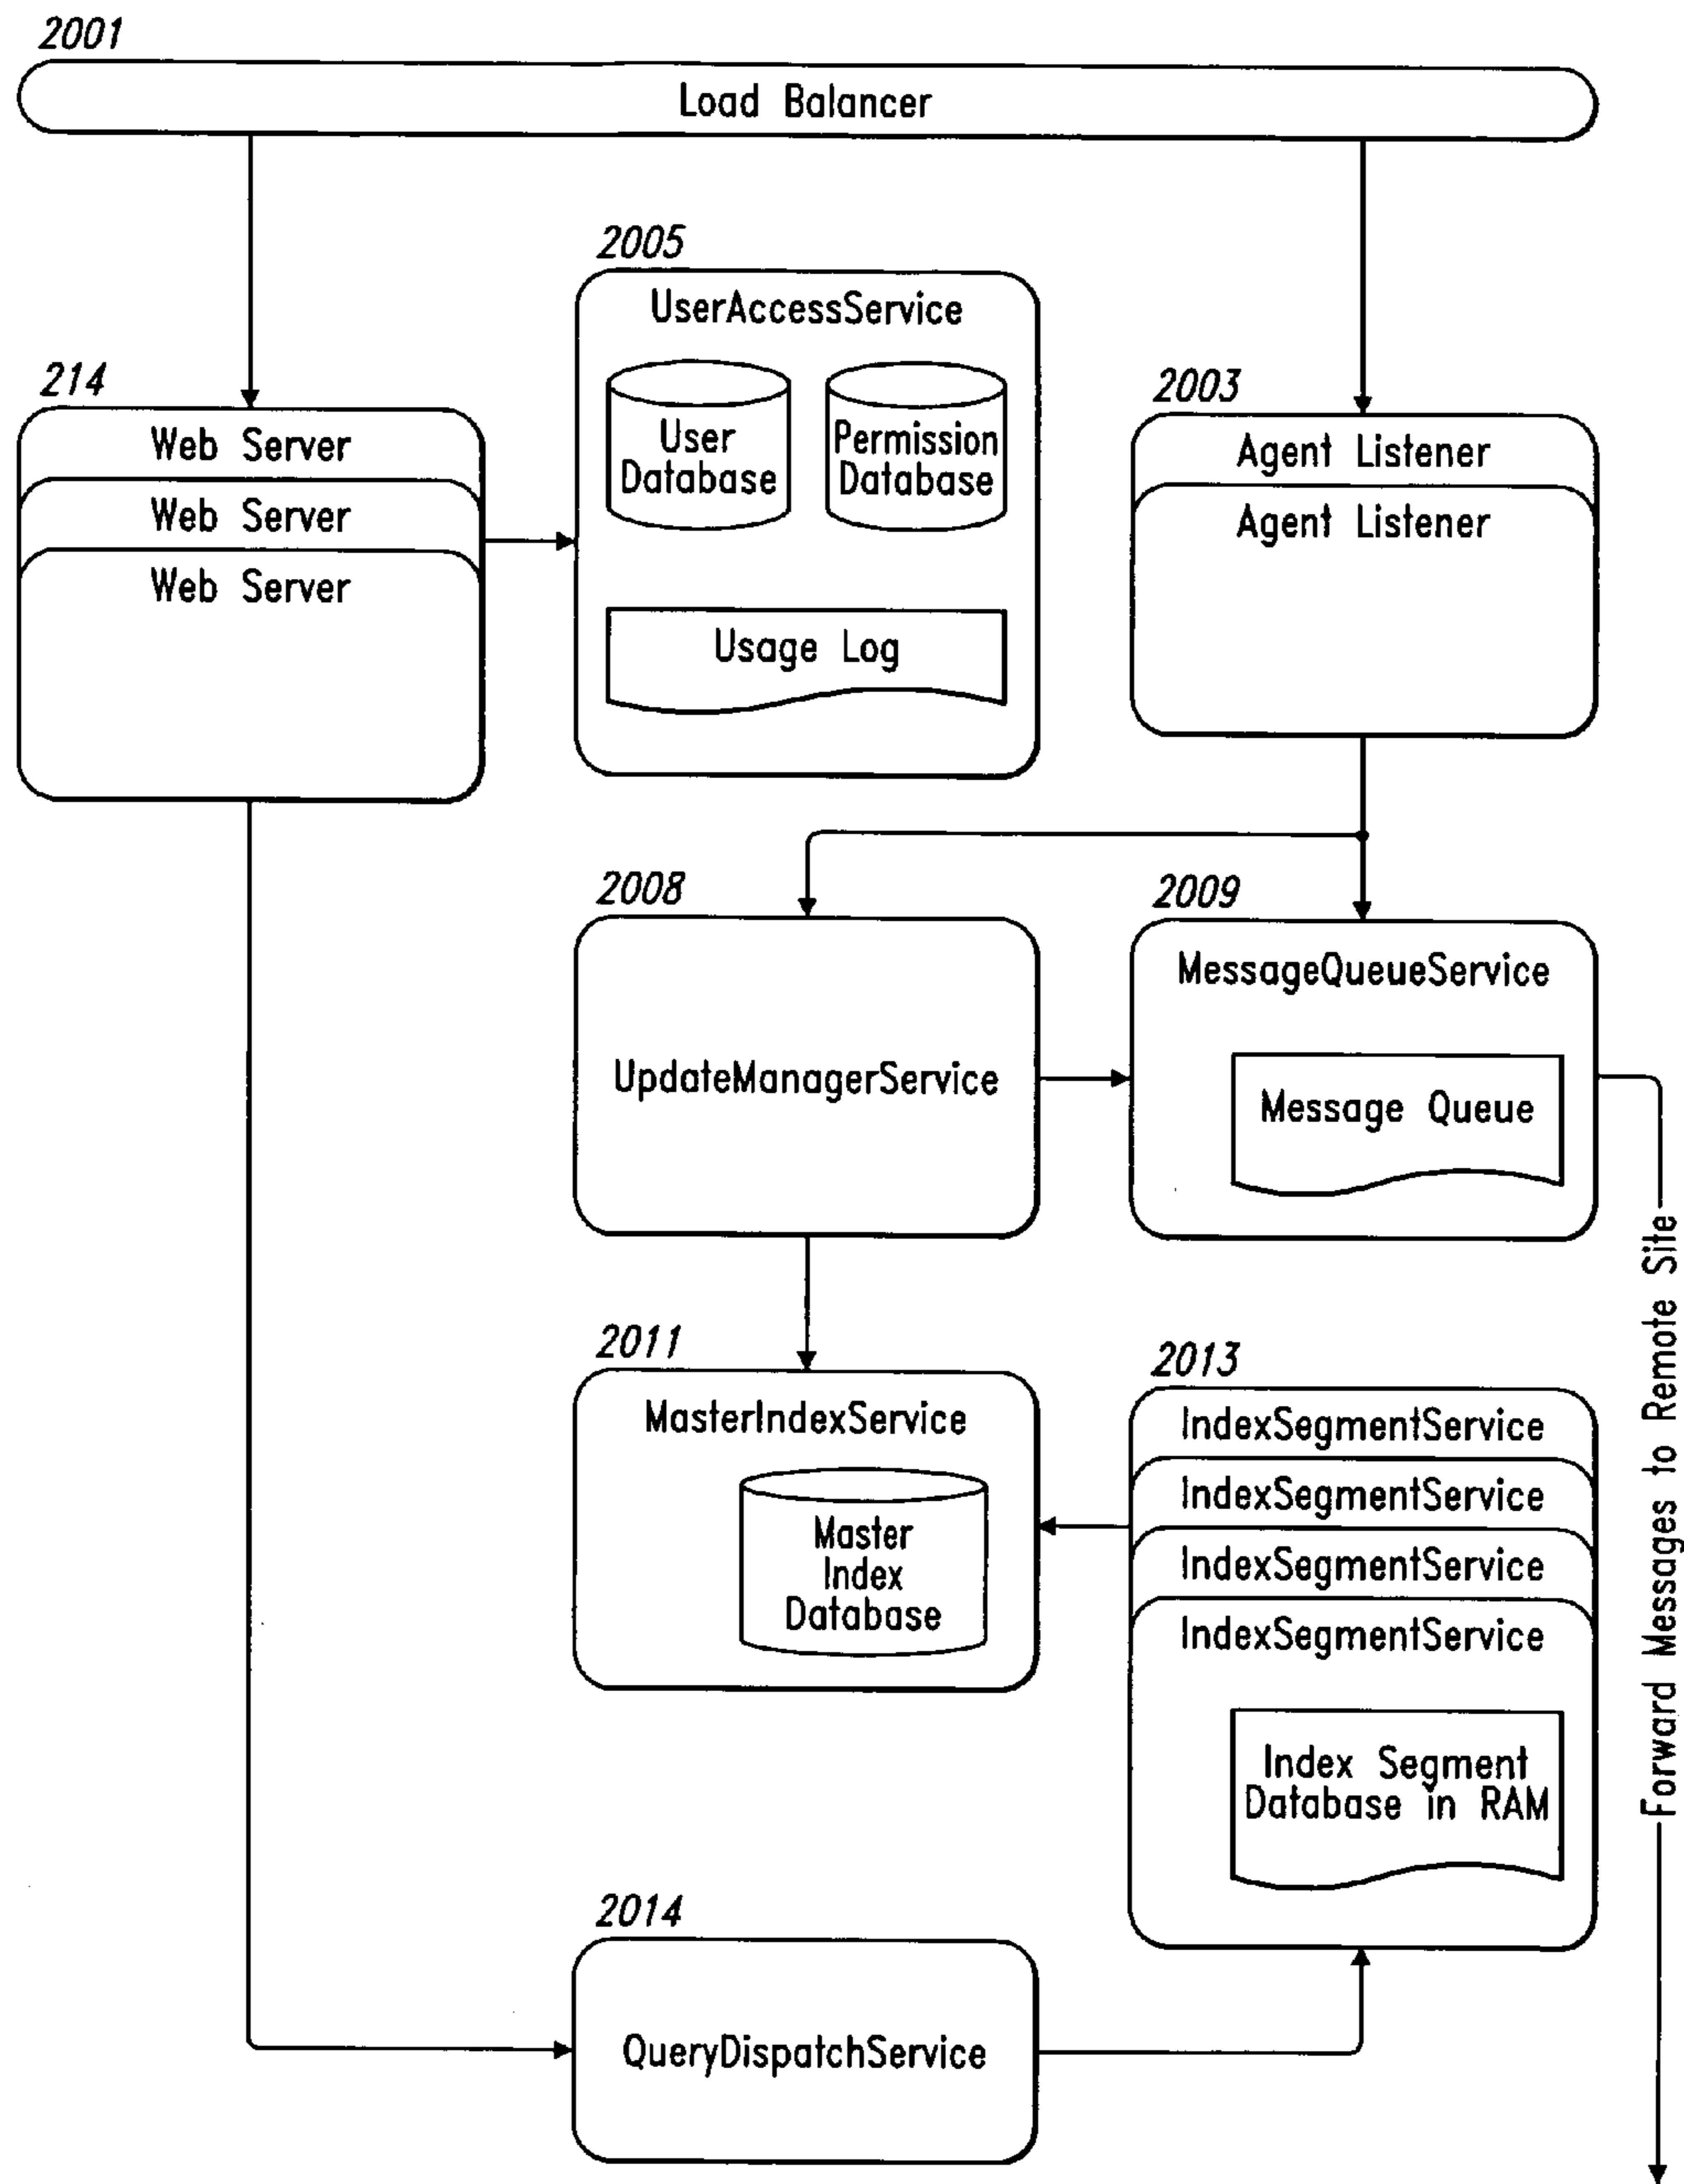 2001
Load Balancer
2005
UserAccessService
User
Database
Permission
Database
Usage Log
214
Web Server
Web Server
Web Server
2003
Agent Listener
Agent Listener
2008
UpdateManagerService
2009
MessageQueueService
Message Queue
Forward Messages to Remote Site
2011
MasterIndexService
Master
Index
Database
2013
IndexSegmentService
IndexSegmentService
IndexSegmentService
IndexSegmentService
Index Segment
Database in RAM
2014
QueryDispatchService